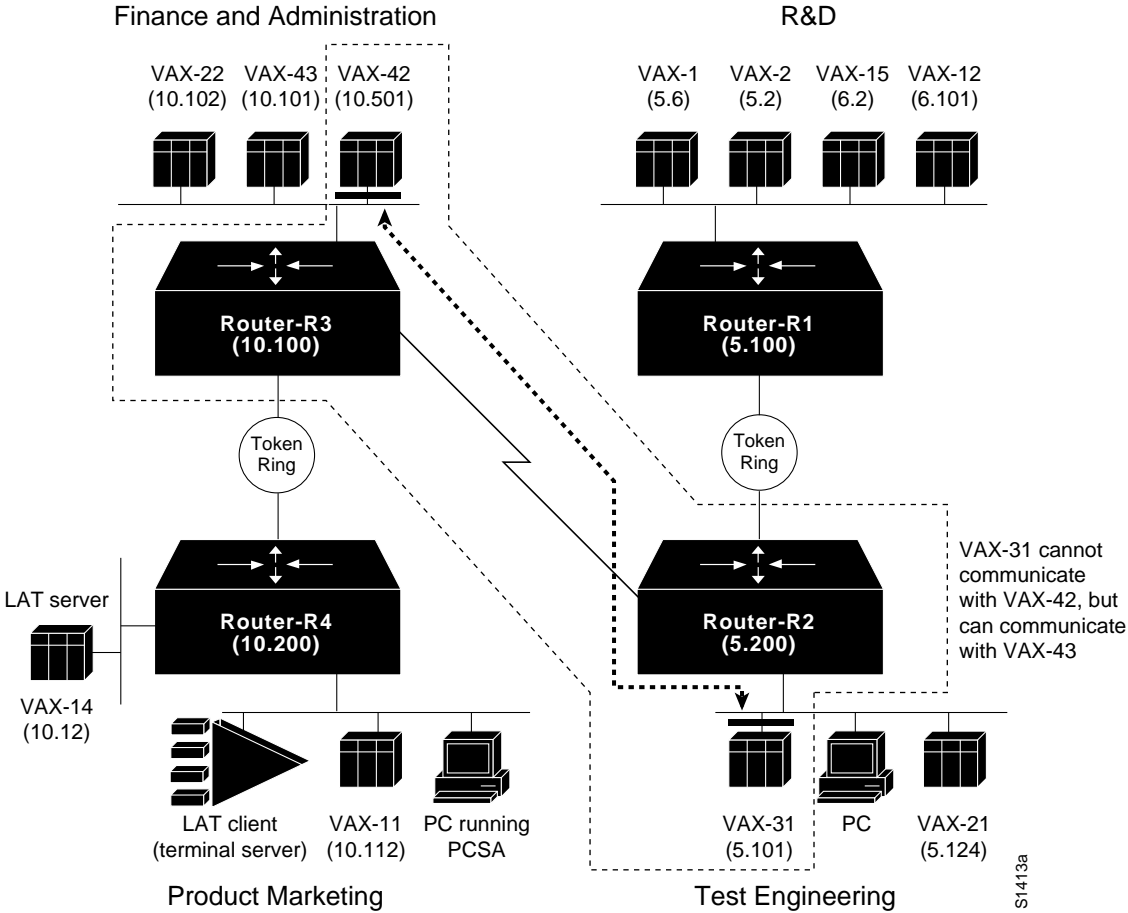 Finance and Administration
R&D
VAX-22
(10.102)
VAX-43
(10.101)
VAX-42
(10.501)
VAX-1
(5.6)
VAX-2
(5.2)
VAX-15
(6.2)
VAX-12
(6.101)
Router-R3
(10.100)
Router-R1
(5.100)
Token
Ring
Token
Ring
LAT server
VAX-14
(10.12)
Router-R4
(10.200)
Router-R2
(5.200)
VAX-31 cannot
communicate
with VAX-42, but
can communicate
with VAX-43
LAT client
(terminal server)
VAX-11
(10.112)
PC running
PCSA
VAX-31
(5.101)
PC
VAX-21
(5.124)
Product Marketing
Test Engineering
S1413a